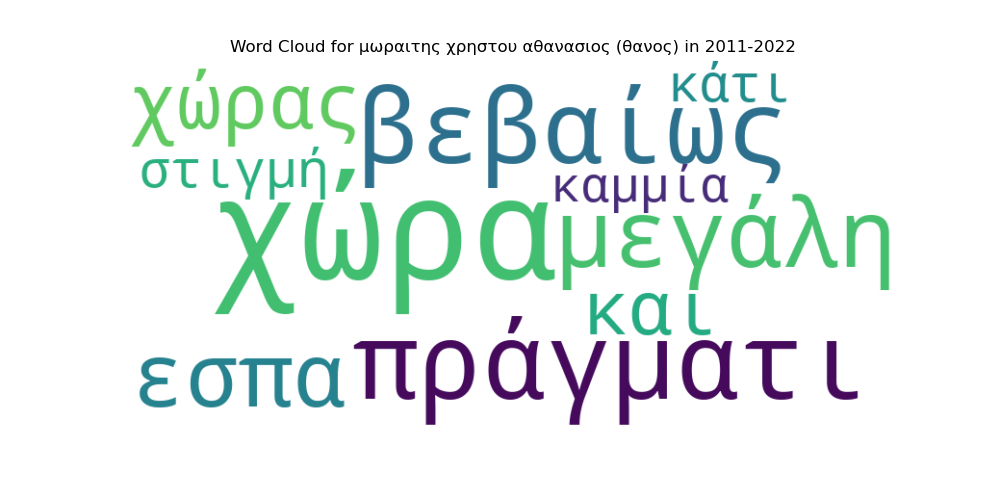 Word Cloud for μωραιτης χρηστου αθανασιος (θανος) in 2011-2022
χώρας
βεβαίως
κάτι
στιγμή
καμμία
χώρα
μεγάλη
και
εσπα
πράγματι